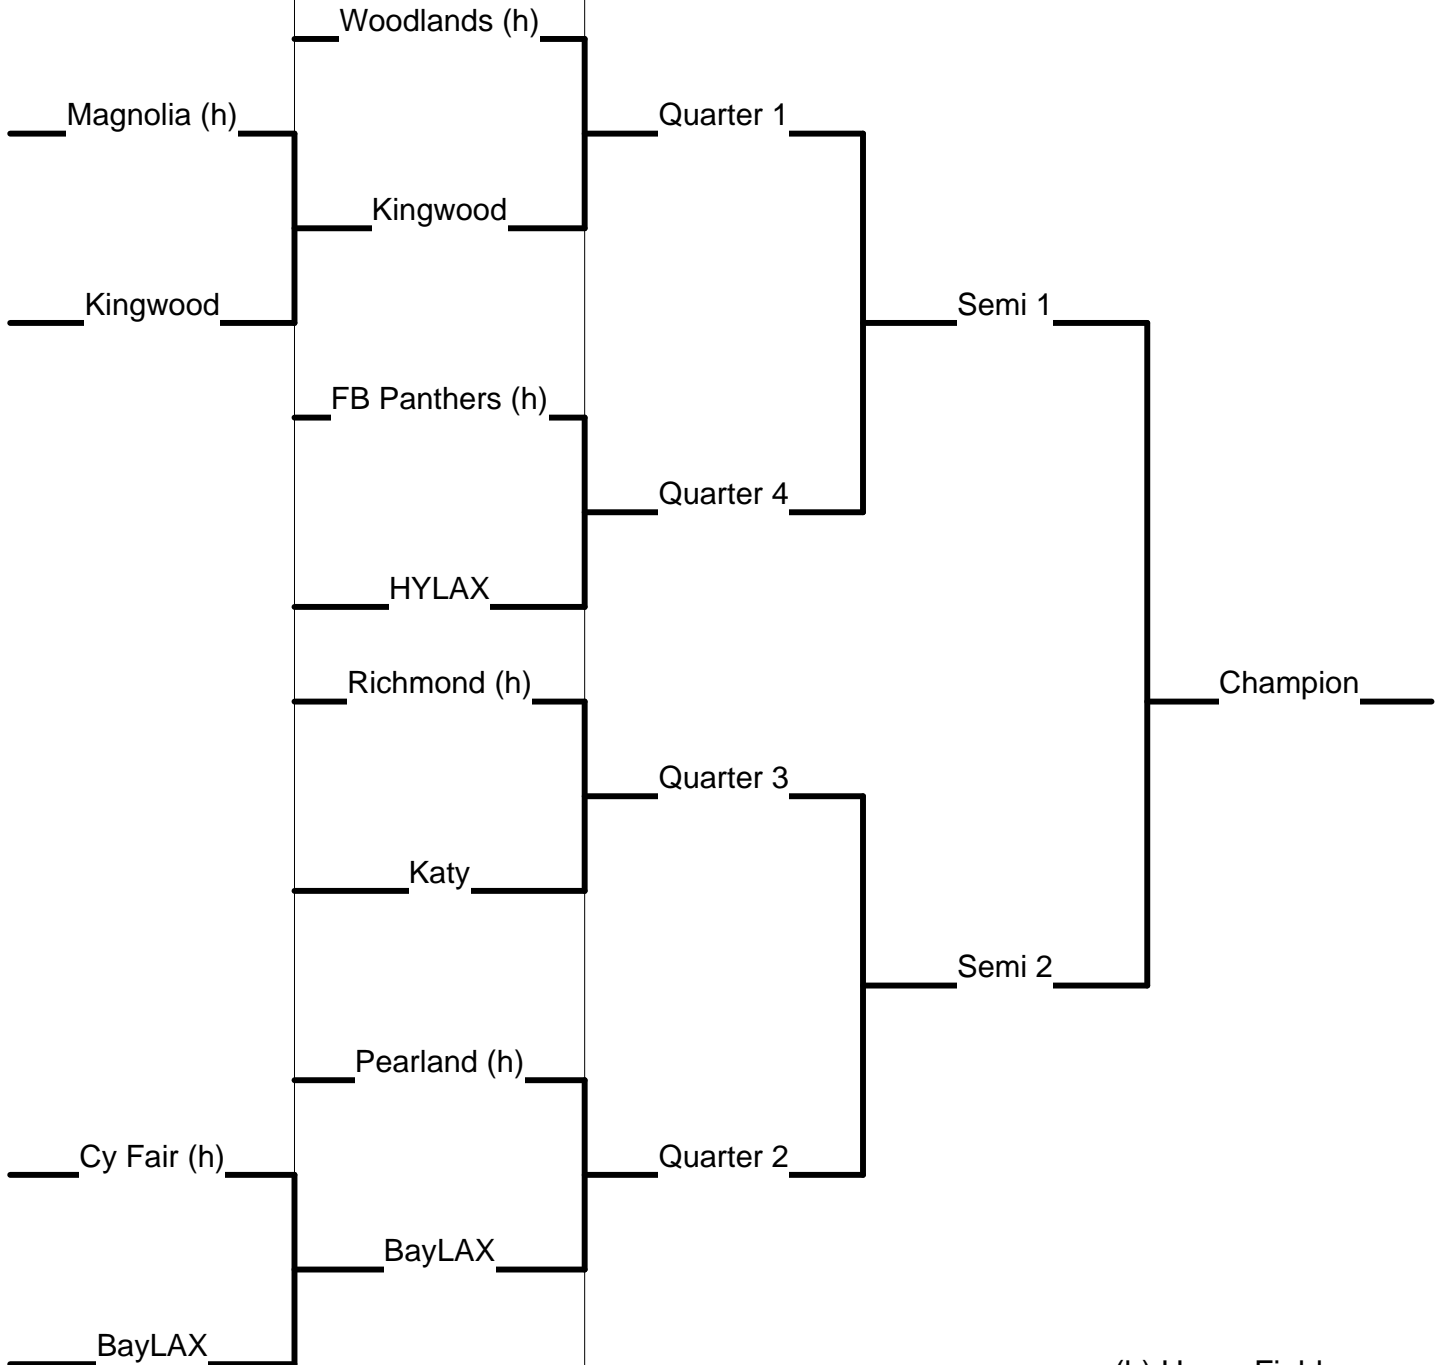 Woodlands (h)
Magnolia (h)
Quarter 1
Kingwood
Kingwood
Semi 1
FB Panthers (h)
Quarter 4
HYLAX
Richmond (h)
Champion
Quarter 3
Katy
Semi 2
Pearland (h)
Cy Fair (h)
Quarter 2
BayLAX
BayLAX